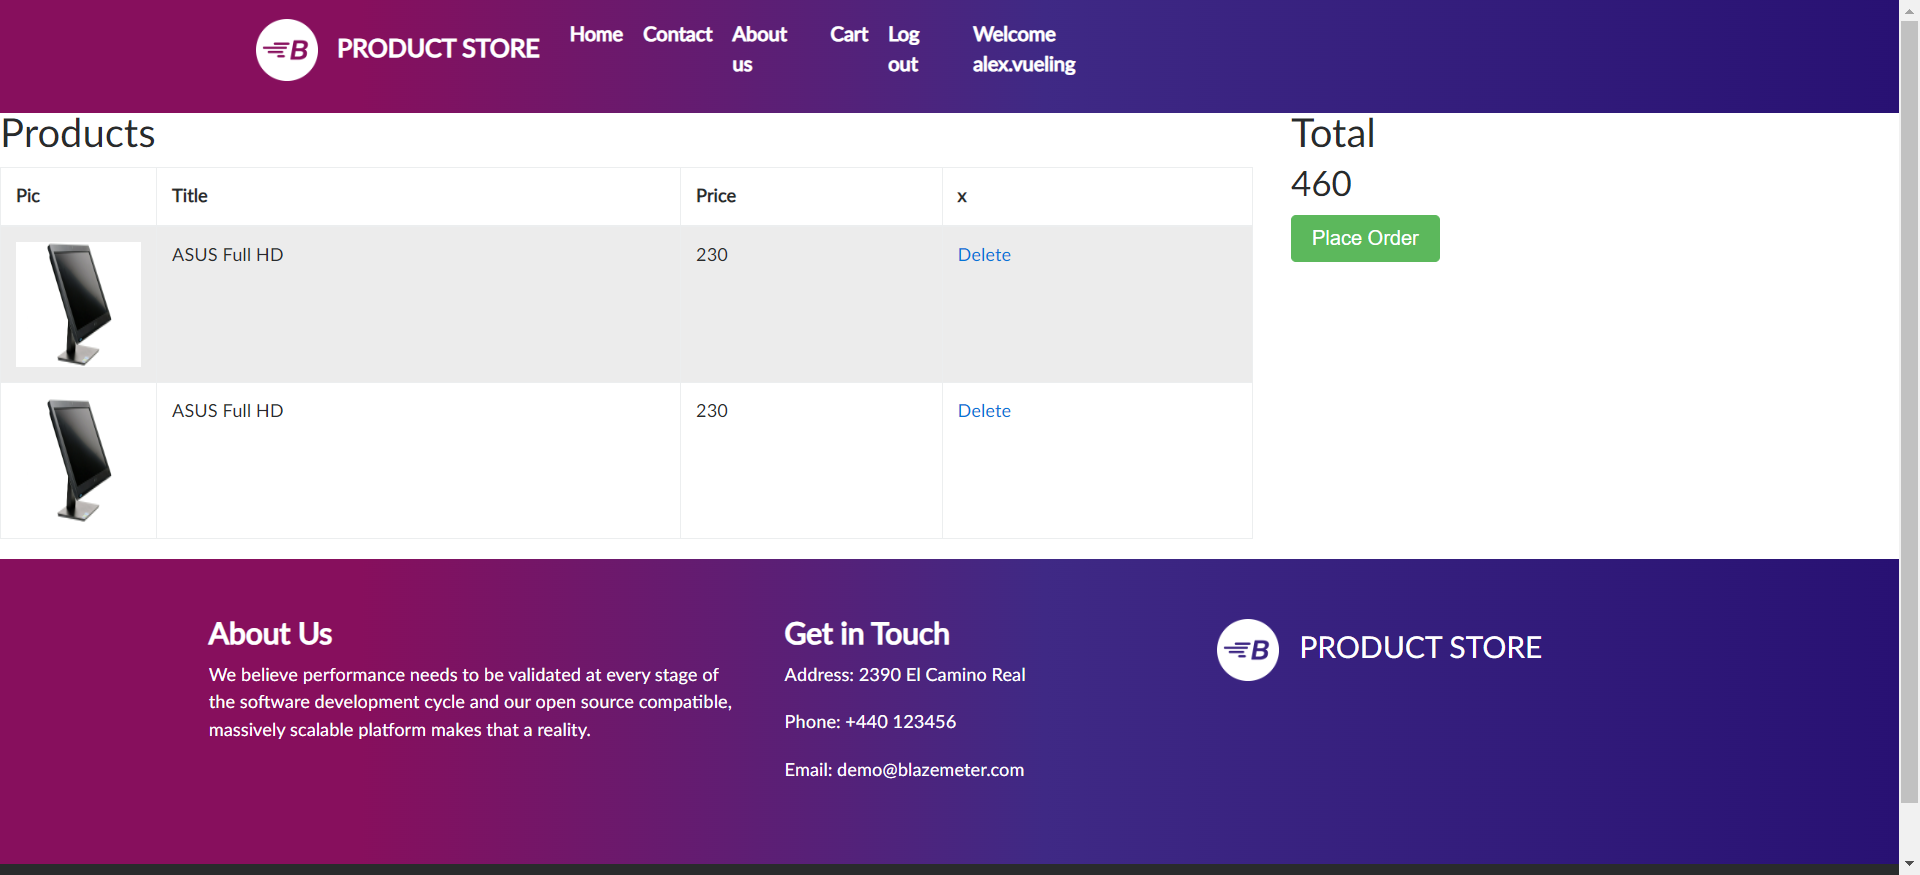 B PRODUCT STORE Home Contact About us Cart Log out Welcome alex.vueling
Products
Pic Title Price x
ASUS Full HD 230 Delete
ASUS Full HD 230 Delete
Total
460
Place Order
About Us
We believe performance needs to be validated at every stage of
the software development cycle and our open source compatible,
massively scalable platform makes that a reality.
Get in Touch
Address: 2390 El Camino Real
Phone: +440 123456
Email: demo@blazemeter.com
B PRODUCT STORE